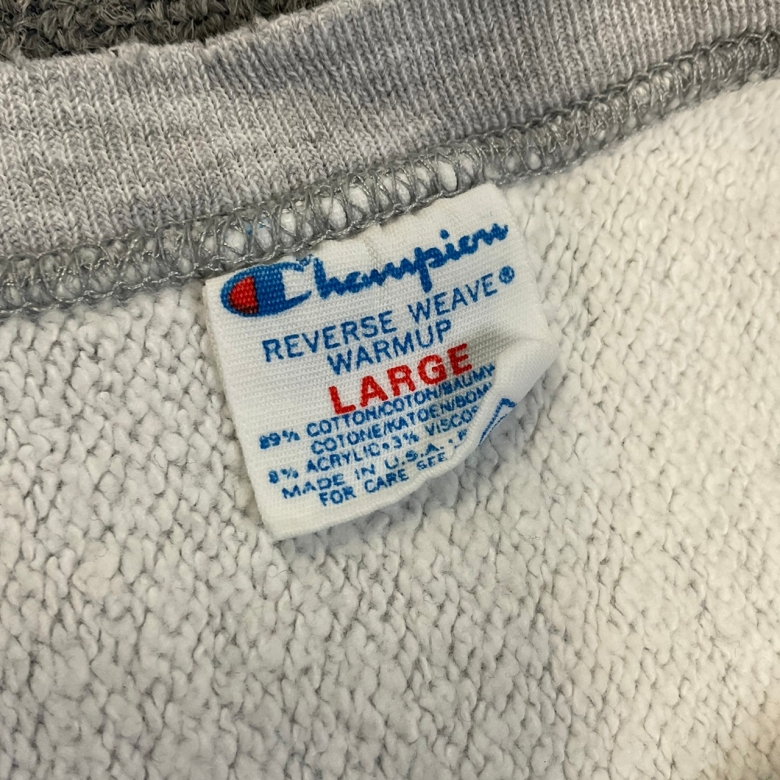 Champion
REVERSE WEAVE®
WARMUP
LARGE
89% COTTON/COTON/BAUMW
COTONE/KATOEN/BOM
8% ACRYLIC•3% VISCOS
MADE IN U.S.A.
FOR CARE SEE